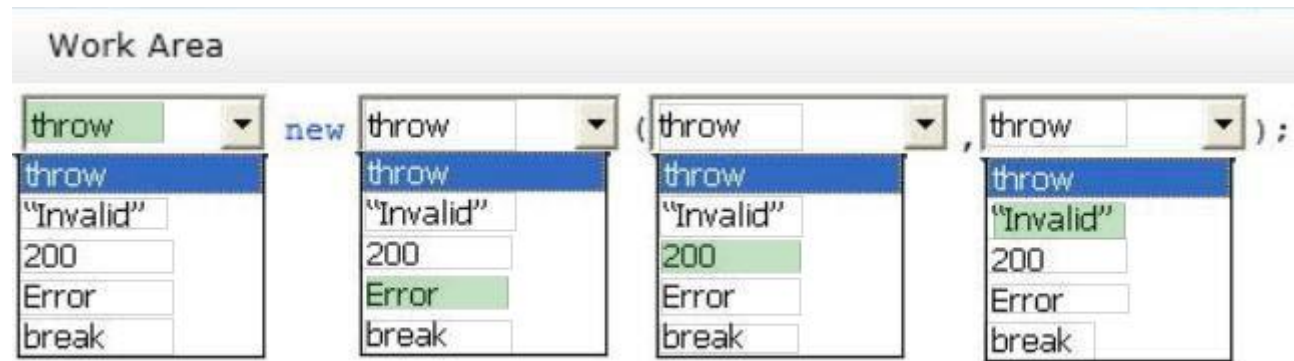 Work Area
throw new throw ( throw , throw );
throw throw throw throw
“Invalid” “Invalid” “Invalid” “Invalid”
200 200 200 200
Error Error Error Error
break break break break